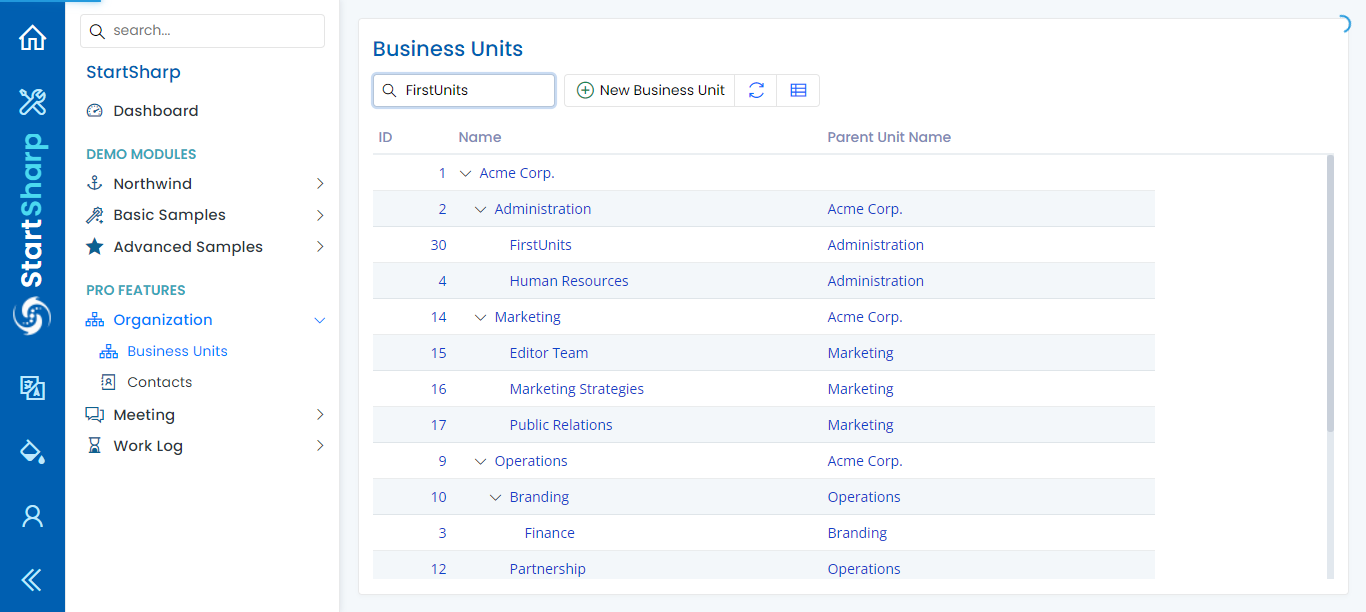 StartSharp
search...
StartSharp
Dashboard
DEMO MODULES
Northwind
Basic Samples
Advanced Samples
PRO FEATURES
Organization
Business Units
Contacts
Meeting
Work Log
Business Units
FirstUnits
New Business Unit
ID Name Parent Unit Name
1 Acme Corp.
2 Administration Acme Corp.
30 FirstUnits Administration
4 Human Resources Administration
14 Marketing Acme Corp.
15 Editor Team Marketing
16 Marketing Strategies Marketing
17 Public Relations Marketing
9 Operations Acme Corp.
10 Branding Operations
3 Finance Branding
12 Partnership Operations